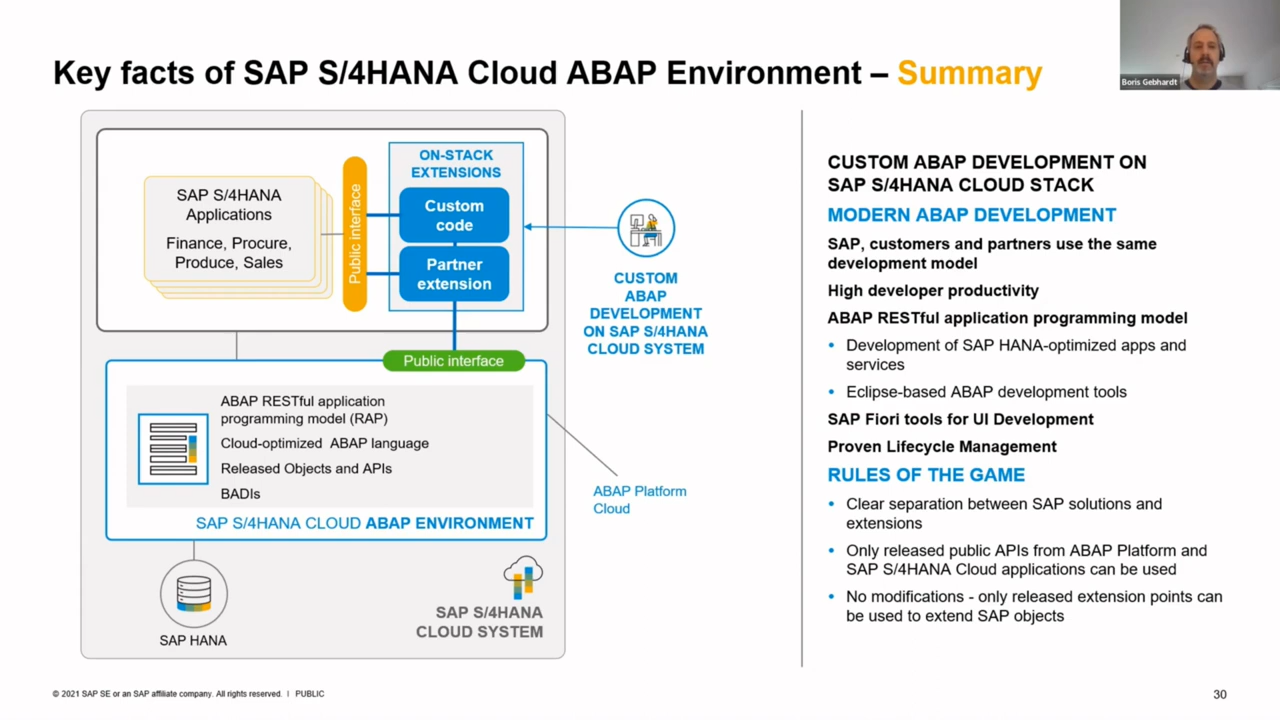 Key facts of SAP S/4HANA Cloud ABAP Environment – Summary
Boris Gebhardt
SAP S/4HANA
Applications
Finance, Procure,
Produce, Sales
Public interface
ON-STACK
EXTENSIONS
Custom
code
Partner
extension
CUSTOM
ABAP
DEVELOPMENT
ON SAP S/4HANA
CLOUD SYSTEM
Public interface
ABAP RESTful application
programming model (RAP)
Cloud-optimized ABAP language
Released Objects and APIs
BADIs
SAP S/4HANA CLOUD ABAP ENVIRONMENT
ABAP Platform
Cloud
SAP HANA
SAP S/4HANA
CLOUD SYSTEM
CUSTOM ABAP DEVELOPMENT ON
SAP S/4HANA CLOUD STACK
MODERN ABAP DEVELOPMENT
SAP, customers and partners use the same
development model
High developer productivity
ABAP RESTful application programming model
• Development of SAP HANA-optimized apps and
services
• Eclipse-based ABAP development tools
SAP Fiori tools for UI Development
Proven Lifecycle Management
RULES OF THE GAME
• Clear separation between SAP solutions and
extensions
• Only released public APIs from ABAP Platform and
SAP S/4HANA Cloud applications can be used
• No modifications - only released extension points can
be used to extend SAP objects
© 2021 SAP SE or an SAP affiliate company. All rights reserved. | PUBLIC
30